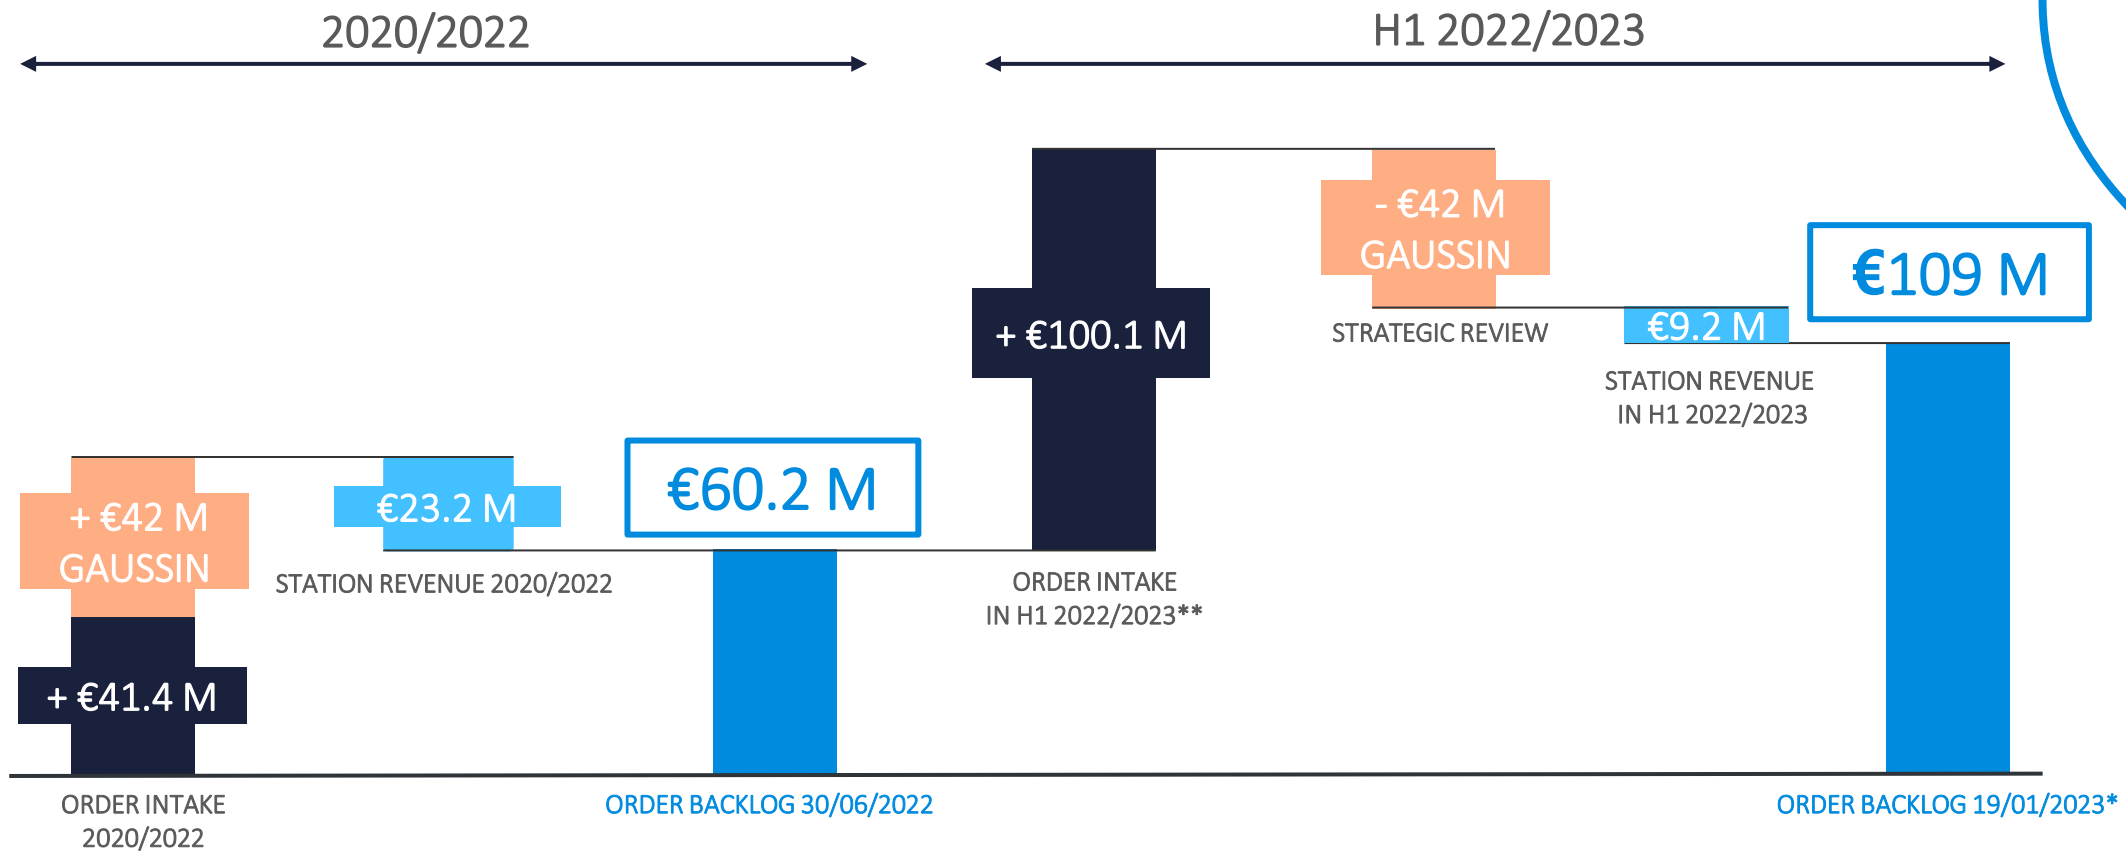 2020/2022
H1 2022/2023
+ €42 M
GAUSSIN
+ €41.4 M
ORDER INTAKE
2020/2022
€23.2 M
STATION REVENUE 2020/2022
€60.2 M
ORDER BACKLOG 30/06/2022
+ €100.1 M
ORDER INTAKE
IN H1 2022/2023**
- €42 M
GAUSSIN
STRATEGIC REVIEW
€9.2 M
STATION REVENUE
IN H1 2022/2023
€109 M
ORDER BACKLOG 19/01/2023*